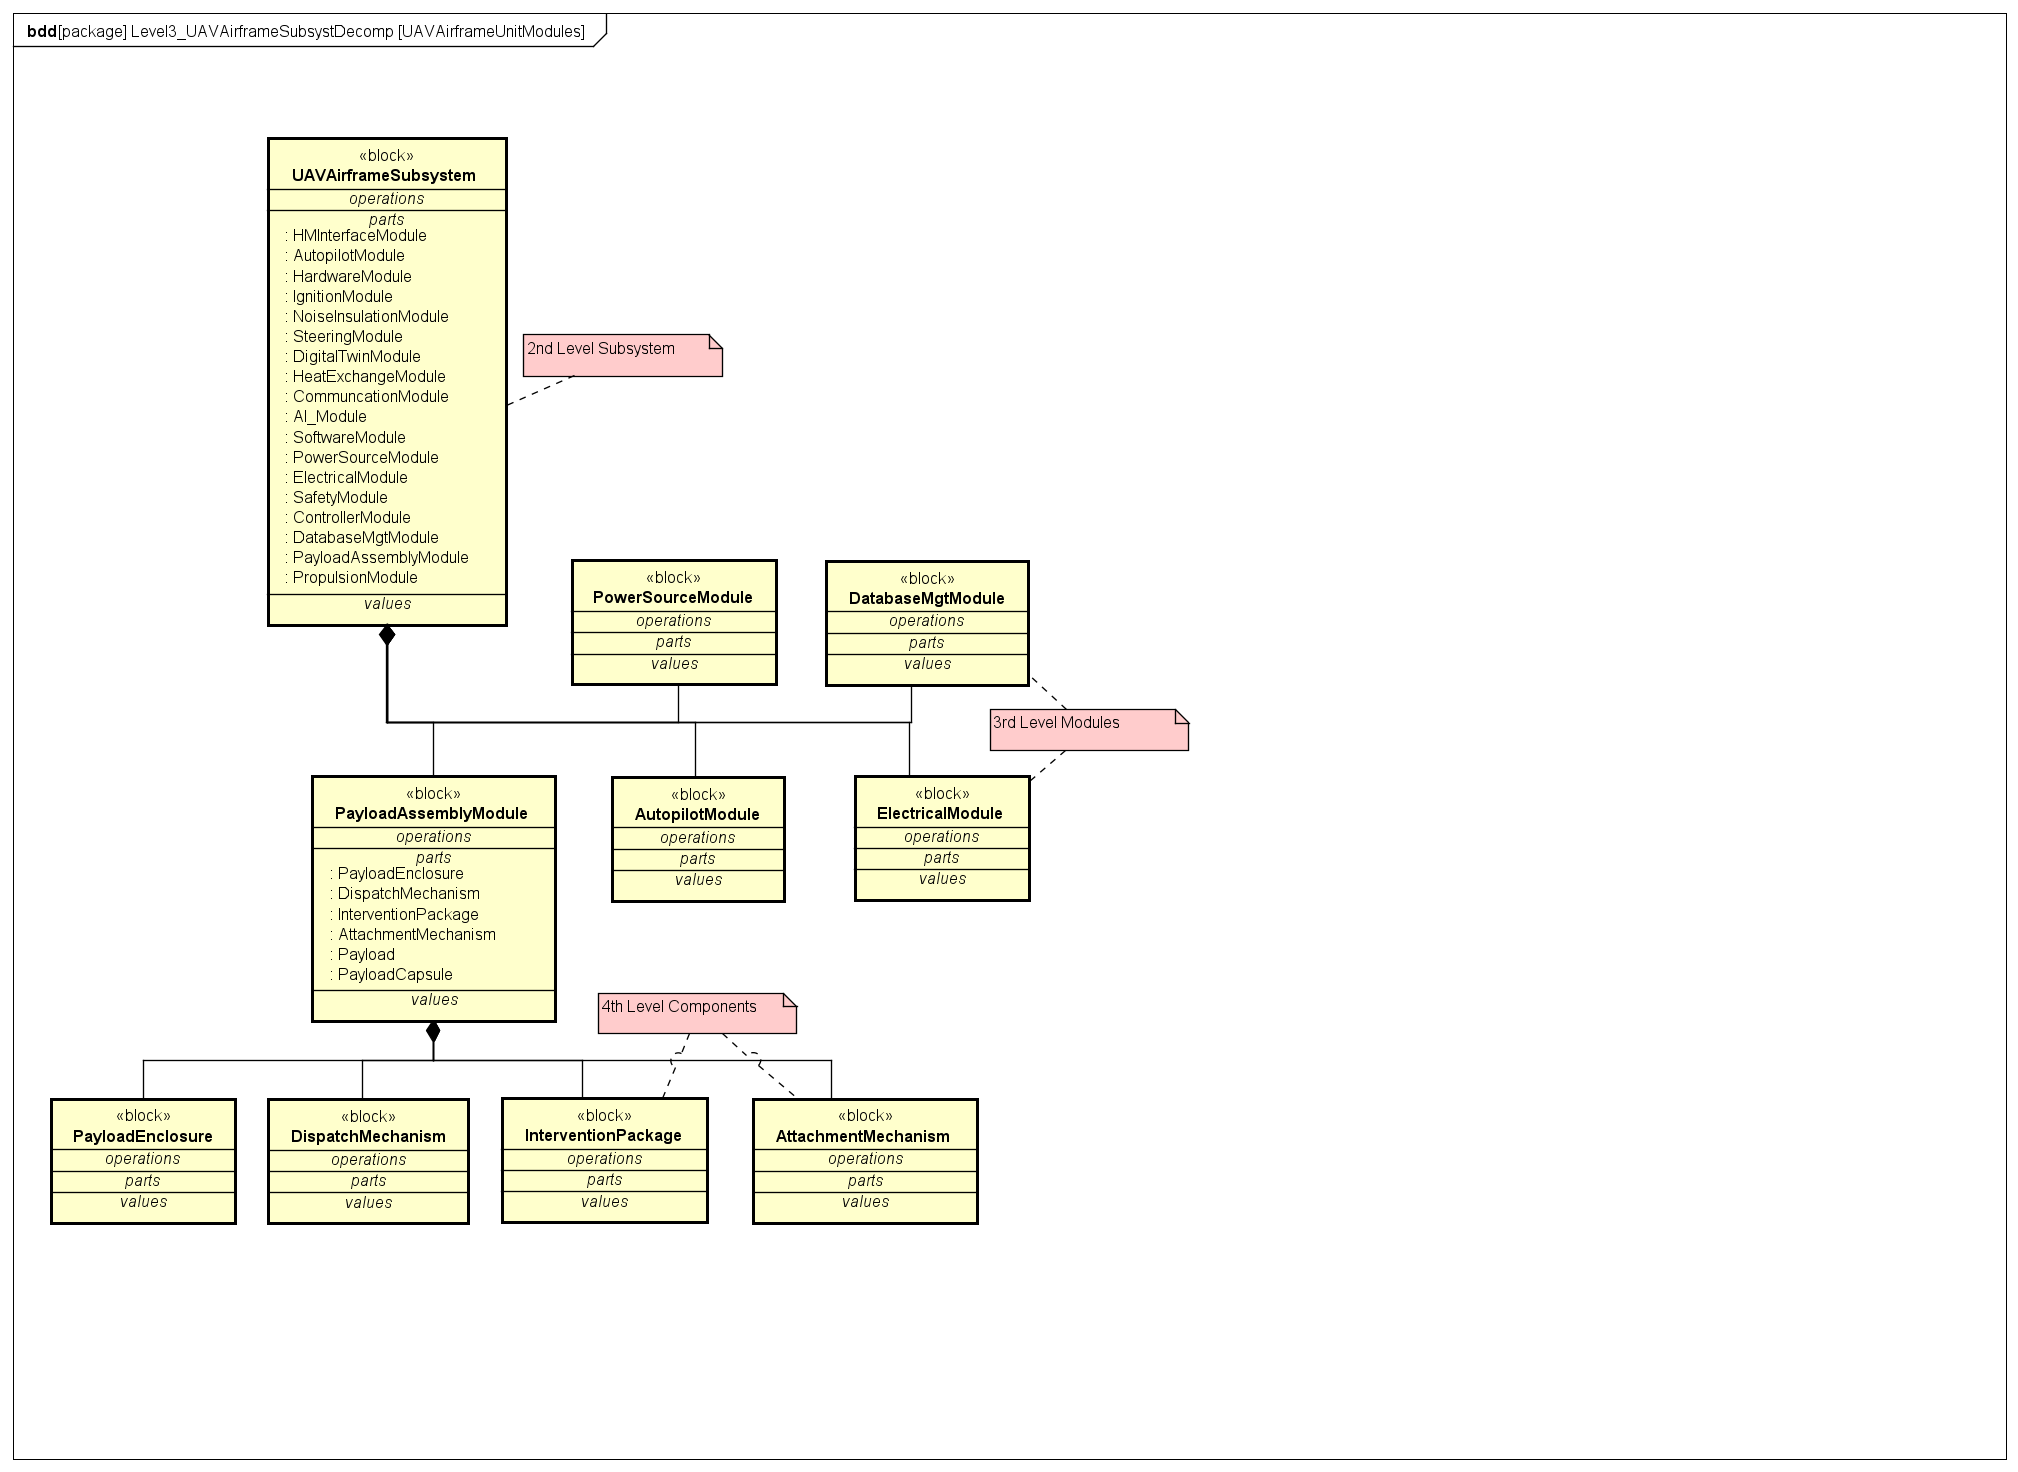 bdd[package] Level3_UAVAirframeSubsystDecomp [UAVAirframeUnitModules]
«block»
UAVAirframeSubsystem
operations
parts
: HMInterfaceModule
: AutopilotModule
: HardwareModule
: IgnitionModule
: NoiseInsulationModule
: SteeringModule
: DigitalTwinModule
: HeatExchangeModule
: CommuncationModule
: AI_Module
: SoftwareModule
: PowerSourceModule
: ElectricalModule
: SafetyModule
: ControllerModule
: DatabaseMgtModule
: PayloadAssemblyModule
: PropulsionModule
values
2nd Level Subsystem
«block»
PowerSourceModule
operations
parts
values
«block»
DatabaseMgtModule
operations
parts
values
3rd Level Modules
«block»
PayloadAssemblyModule
operations
parts
: PayloadEnclosure
: DispatchMechanism
: InterventionPackage
: AttachmentMechanism
: Payload
: PayloadCapsule
values
«block»
AutopilotModule
operations
parts
values
«block»
ElectricalModule
operations
parts
values
4th Level Components
«block»
PayloadEnclosure
operations
parts
values
«block»
DispatchMechanism
operations
parts
values
«block»
InterventionPackage
operations
parts
values
«block»
AttachmentMechanism
operations
parts
values